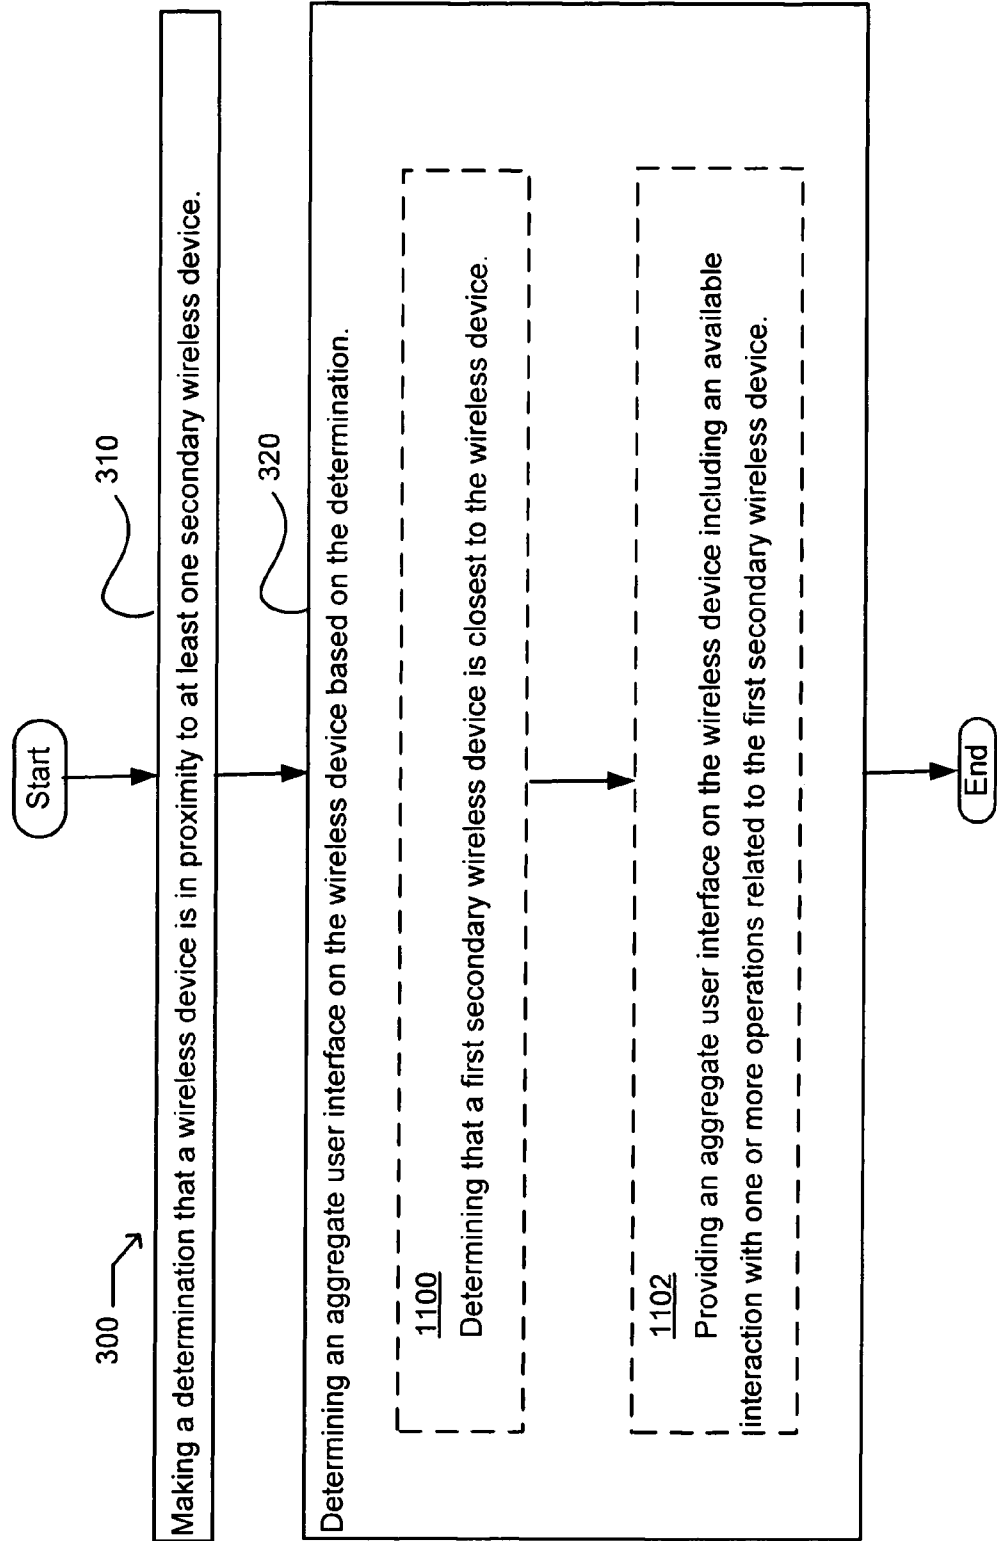 Start
300
310
Making a determination that a wireless device is in proximity to at least one secondary wireless device.
320
Determining an aggregate user interface on the wireless device based on the determination.
1100
Determining that a first secondary wireless device is closest to the wireless device.
1102
Providing an aggregate user interface on the wireless device including an available
interaction with one or more operations related to the first secondary wireless device.
End